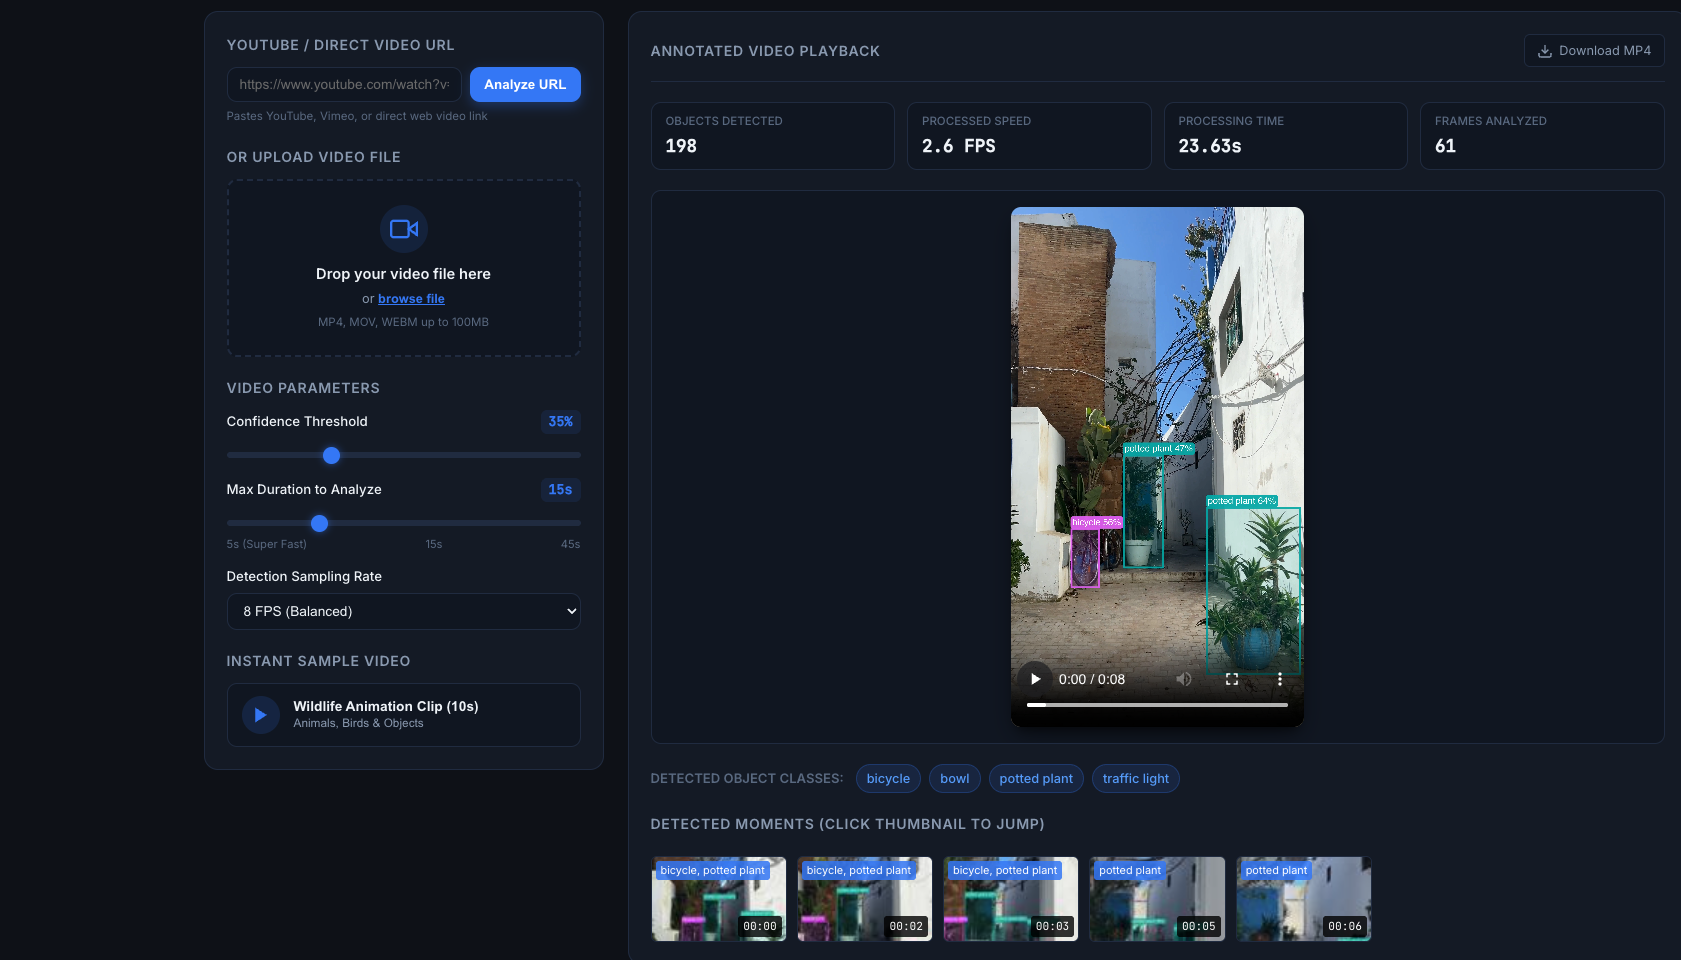 YOUTUBE / DIRECT VIDEO URL
https://www.youtube.com/watch?v=
Analyze URL
Pastes YouTube, Vimeo, or direct web video link
OR UPLOAD VIDEO FILE
Drop your video file here
or browse file
MP4, MOV, WEBM up to 100MB
VIDEO PARAMETERS
Confidence Threshold
35%
Max Duration to Analyze
15s
5s (Super Fast)
15s
45s
Detection Sampling Rate
8 FPS (Balanced)
INSTANT SAMPLE VIDEO
Wildlife Animation Clip (10s)
Animals, Birds & Objects
ANNOTATED VIDEO PLAYBACK
Download MP4
OBJECTS DETECTED
198
PROCESSED SPEED
2.6 FPS
PROCESSING TIME
23.63s
FRAMES ANALYZED
61
potted plant 47%
potted plant 64%
bicycle 56%
0:00 / 0:08
DETECTED OBJECT CLASSES:
bicycle
bowl
potted plant
traffic light
DETECTED MOMENTS (CLICK THUMBNAIL TO JUMP)
bicycle, potted plant
00:00
bicycle, potted plant
00:02
bicycle, potted plant
00:03
potted plant
00:05
potted plant
00:06